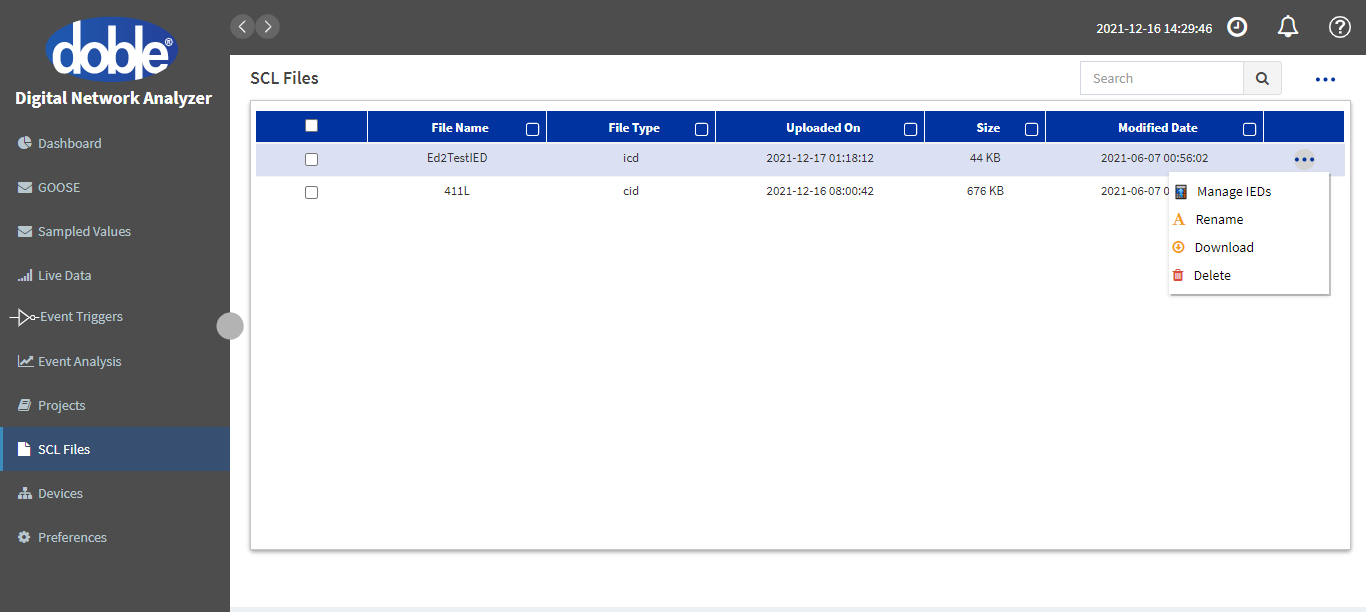 doble®
Digital Network Analyzer
Dashboard
GOOSE
Sampled Values
Live Data
Event Triggers
Event Analysis
Projects
SCL Files
Devices
Preferences
2021-12-16 14:29:46
SCL Files
Search
File Name File Type Uploaded On Size Modified Date
Ed2TestIED icd 2021-12-17 01:18:12 44 KB 2021-06-07 00:56:02
411L cid 2021-12-16 08:00:42 676 KB 2021-06-07 0
Manage IEDs
Rename
Download
Delete